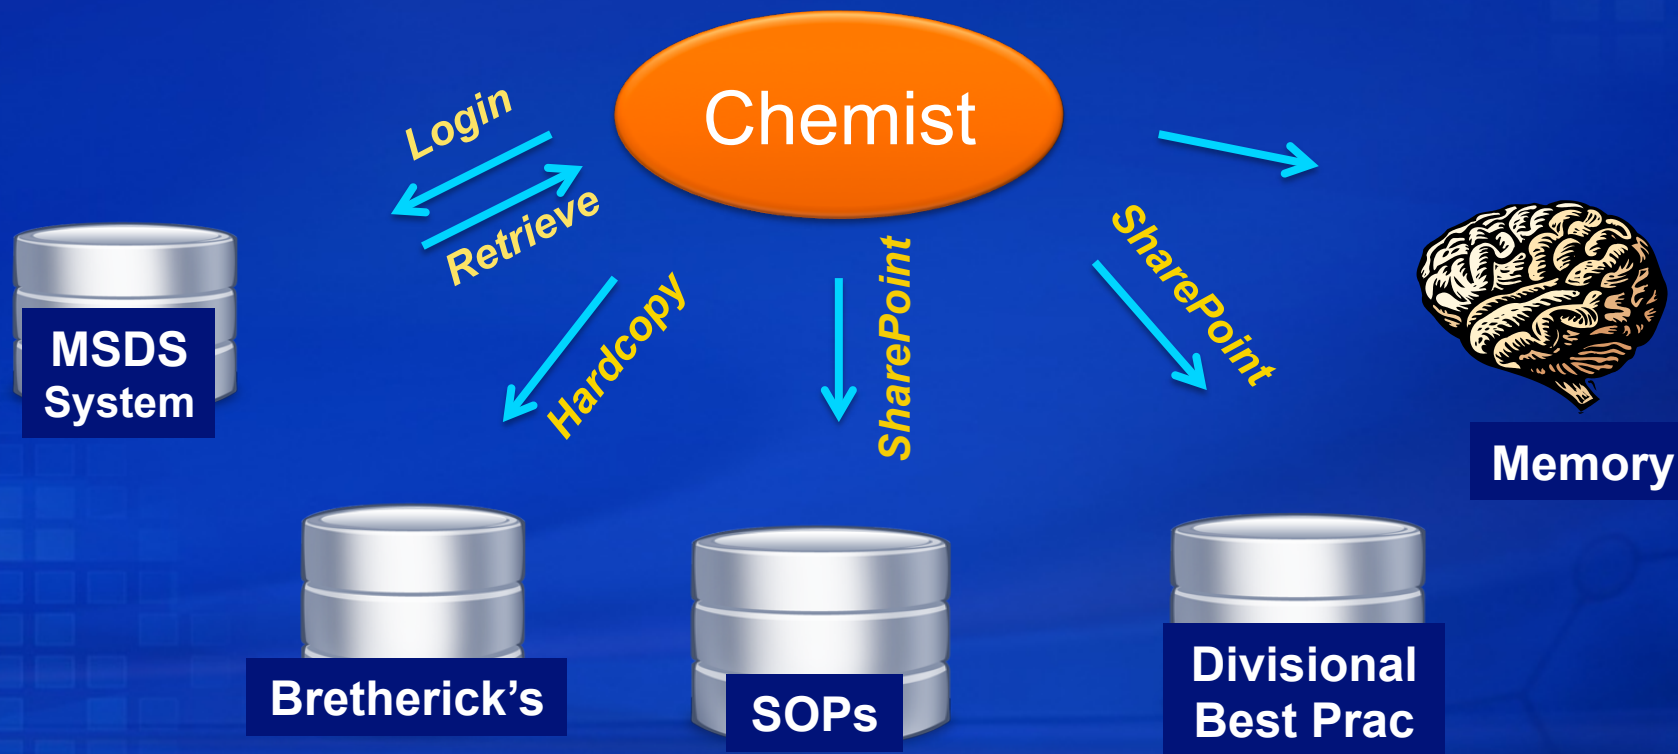 Chemist
Login
Retrieve
Hardcopy
SharePoint
SharePoint
MSDS
System
Memory
Bretherick’s
SOPs
Divisional
Best Prac